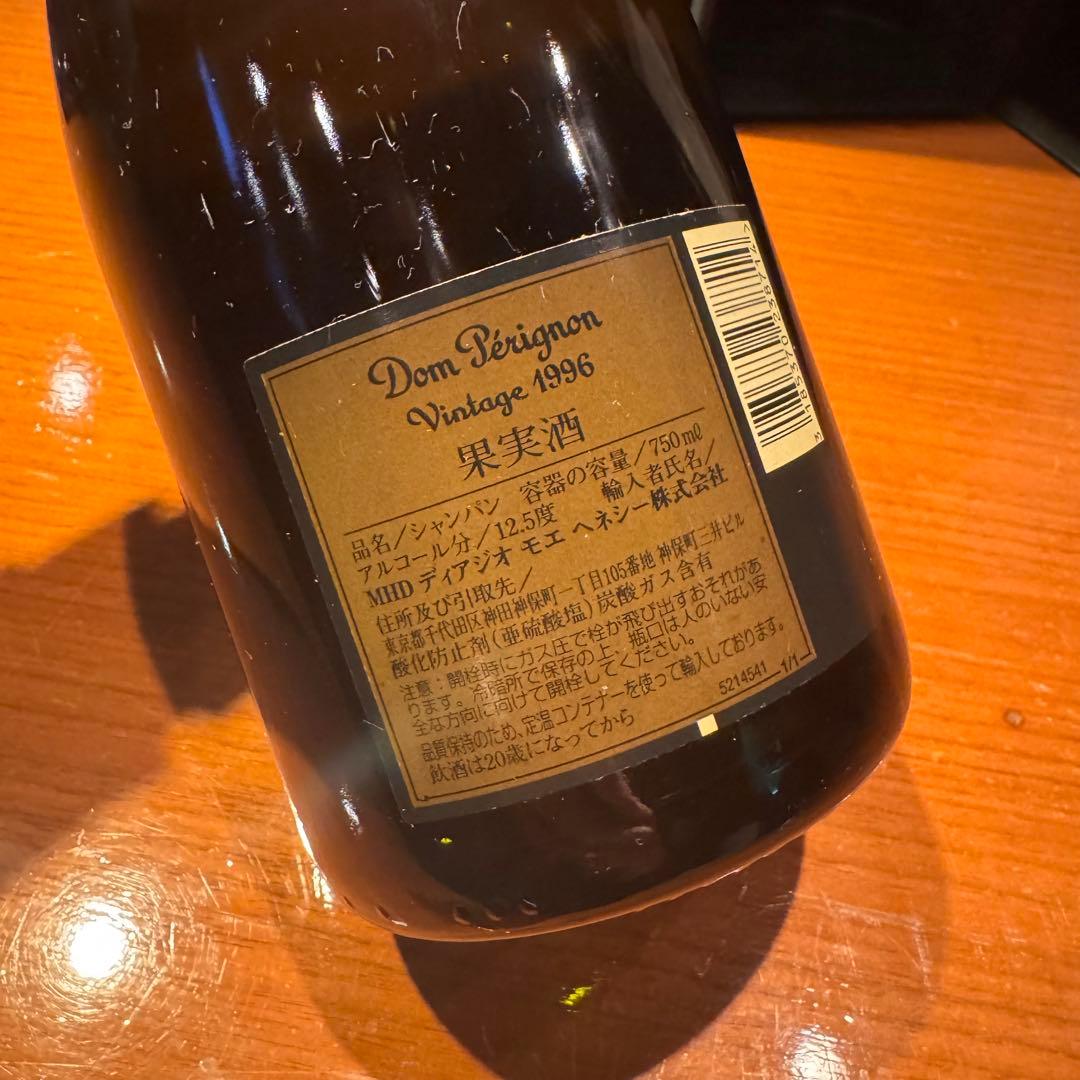 Dom Pérignon
Vintage 1996
果実酒
品名/シャンパン 容器の容量/750mℓ
アルコール分/12.5度 輸入者氏名/
MHD ディアジオ モエ ヘネシー株式会社
住所及び引取先/
東京都千代田区神田神保町一丁目105番地 神保町三井ビル
酸化防止剤(亜硫酸塩)炭酸ガス含有
注意:開栓時にガス圧で栓が飛び出すおそれがあ
ります。冷暗所で保存の上、瓶口は人のいない安
全な方向に向けて開栓してください。
品質保持のため、定温コンテナーを使って輸入しております。
飲酒は20歳になってから
5214541 1/1